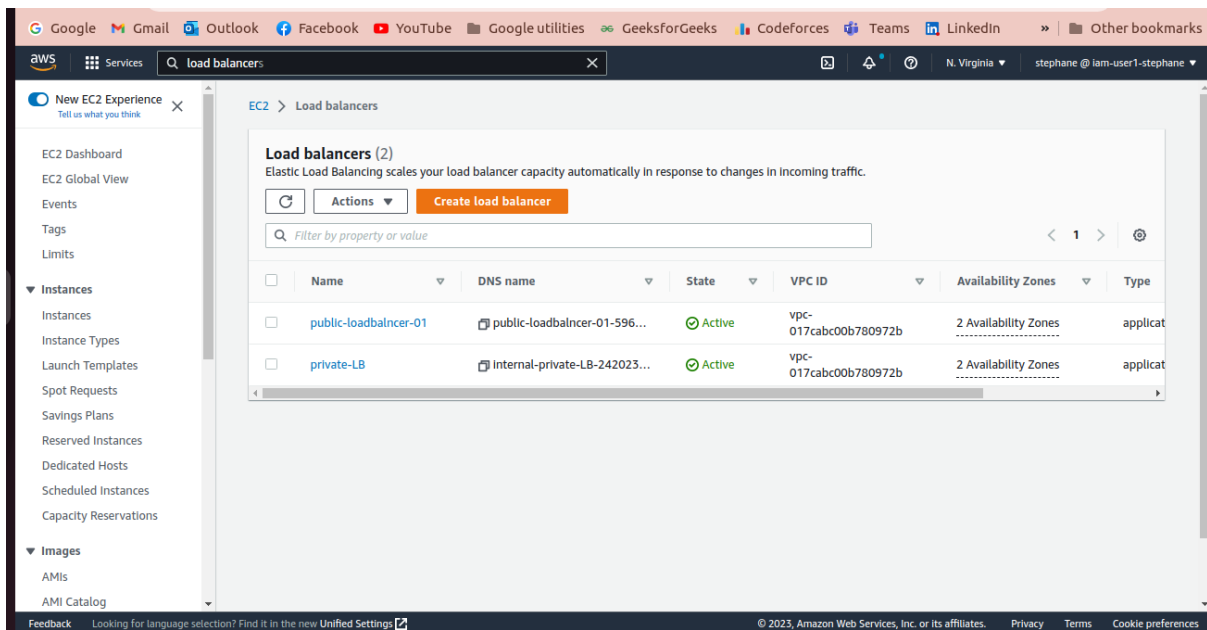 Google Gmail Outlook Facebook YouTube Google utilities GeeksforGeeks Codeforces Teams LinkedIn » Other bookmarks
aws Services load balancers N. Virginia ▼ stephane @ iam-user1-stephane ▼
New EC2 Experience
Tell us what you think
EC2 Dashboard
EC2 Global View
Events
Tags
Limits
Instances
Instances
Instance Types
Launch Templates
Spot Requests
Savings Plans
Reserved Instances
Dedicated Hosts
Scheduled Instances
Capacity Reservations
Images
AMIs
AMI Catalog
EC2 > Load balancers
Load balancers (2)
Elastic Load Balancing scales your load balancer capacity automatically in response to changes in incoming traffic.
Actions ▼ Create load balancer
Filter by property or value
< 1 >
Name DNS name State VPC ID Availability Zones Type
public-loadbalncer-01 public-loadbalncer-01-596... Active vpc-
017cabc00b780972b 2 Availability Zones applicat
private-LB internal-private-LB-242023... Active vpc-
017cabc00b780972b 2 Availability Zones applicat
Feedback Looking for language selection? Find it in the new Unified Settings © 2023, Amazon Web Services, Inc. or its affiliates. Privacy Terms Cookie preferences